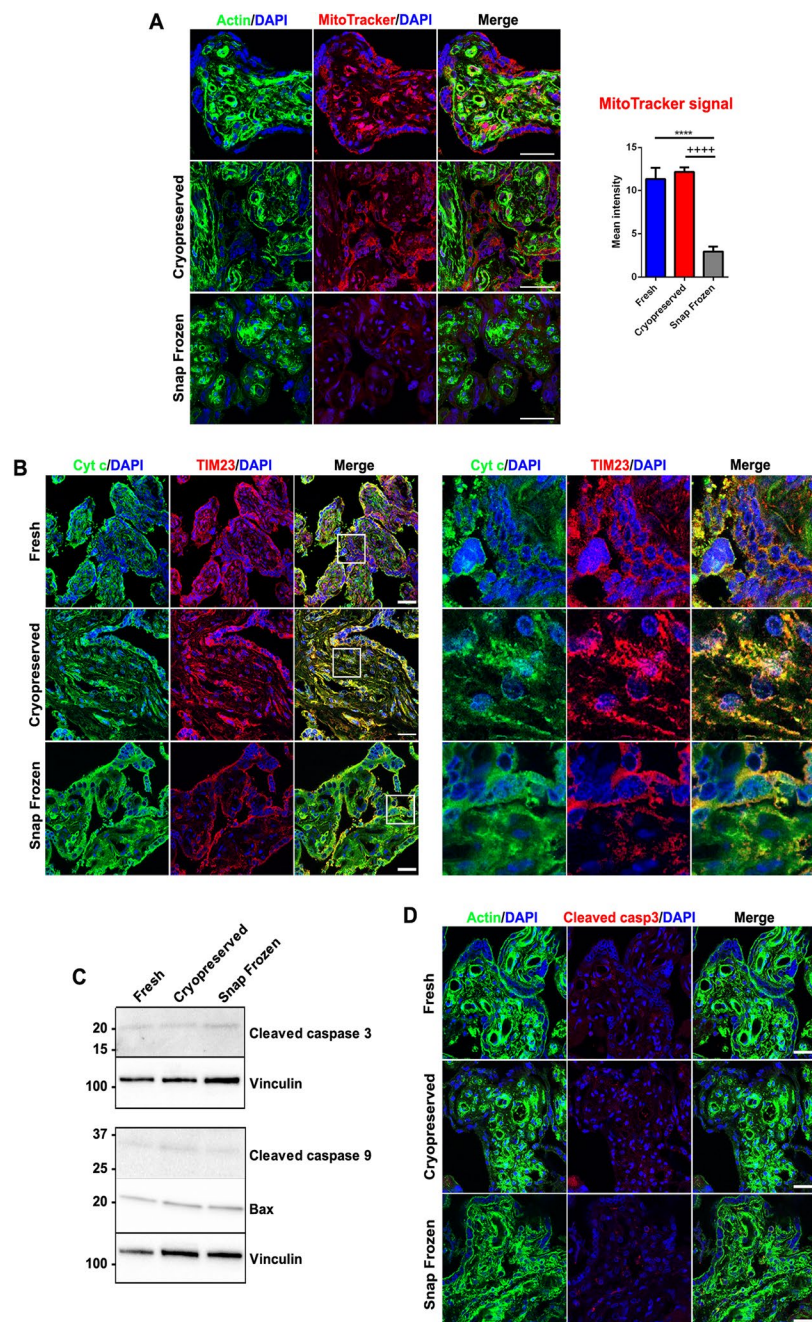 A
Actin/DAPI MitoTracker/DAPI Merge
Cryopreserved
Snap Frozen
MitoTracker signal
****
++++
15
10
5
0
Mean intensity
Fresh
Cryopreserved
Snap Frozen
B
Cyt c/DAPI TIM23/DAPI Merge
Cyt c/DAPI TIM23/DAPI Merge
Fresh
Cryopreserved
Snap Frozen
C
Fresh
Cryopreserved
Snap Frozen
20
15
Cleaved caspase 3
100
Vinculin
37
25
Cleaved caspase 9
20
Bax
100
Vinculin
D
Actin/DAPI Cleaved casp3/DAPI Merge
Fresh
Cryopreserved
Snap Frozen